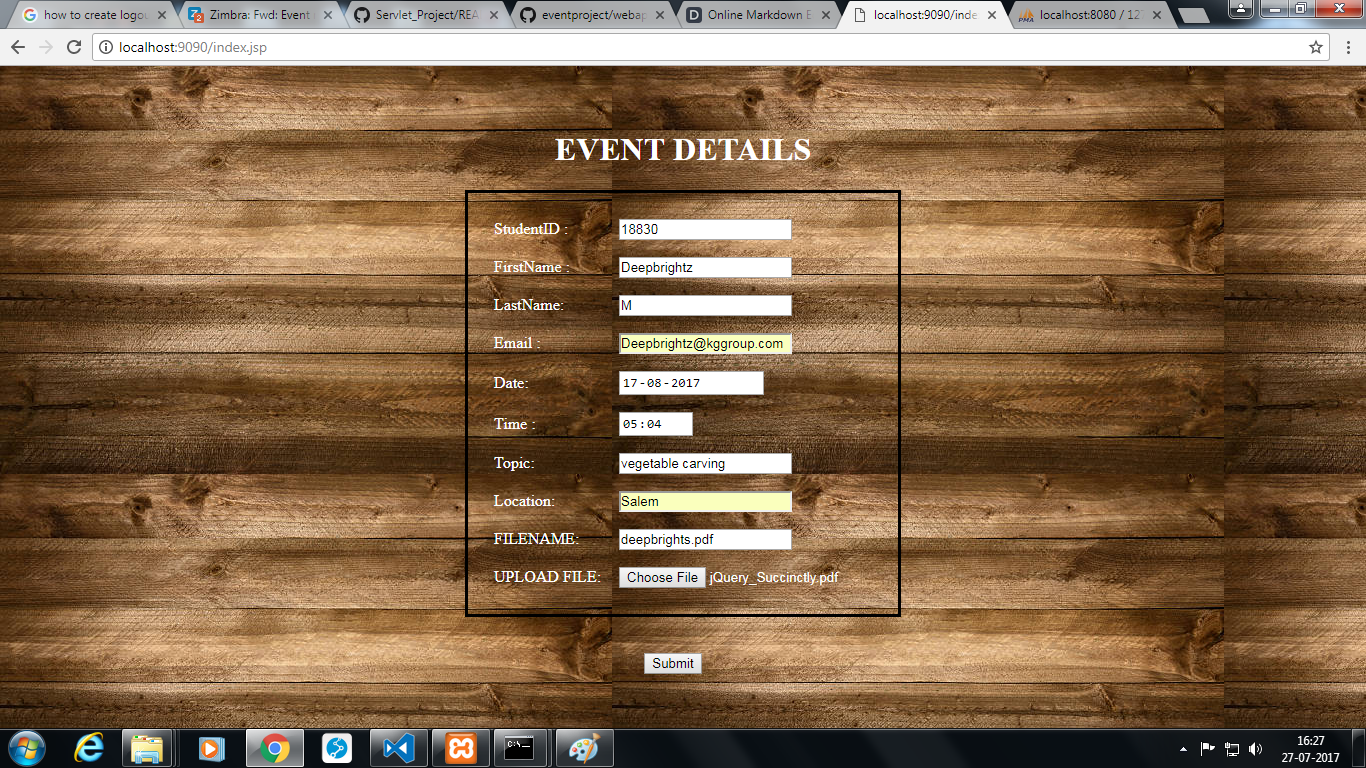 how to create logou
Zimbra: Fwd: Event
Servlet_Project/REA
eventproject/webap
Online Markdown E
localhost:9090/inde
localhost:8080 / 127
localhost:9090/index.jsp
EVENT DETAILS
StudentID : 18830
FirstName : Deepbrightz
LastName: M
Email : Deepbrightz@kggroup.com
Date: 17-08-2017
Time : 05:04
Topic: vegetable carving
Location: Salem
FILENAME: deepbrights.pdf
UPLOAD FILE: Choose File jQuery_Succinctly.pdf
Submit
16:27
27-07-2017